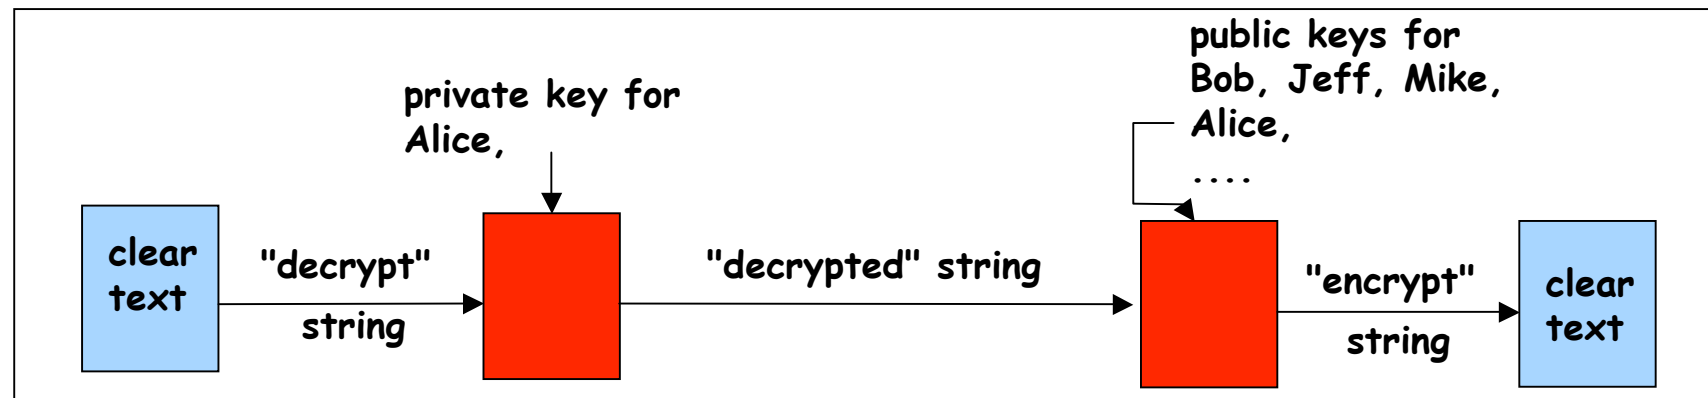 public keys for
Bob, Jeff, Mike,
Alice,
....
private key for
Alice,
clear
text
"decrypt"
string
"decrypted" string
"encrypt"
string
clear
text